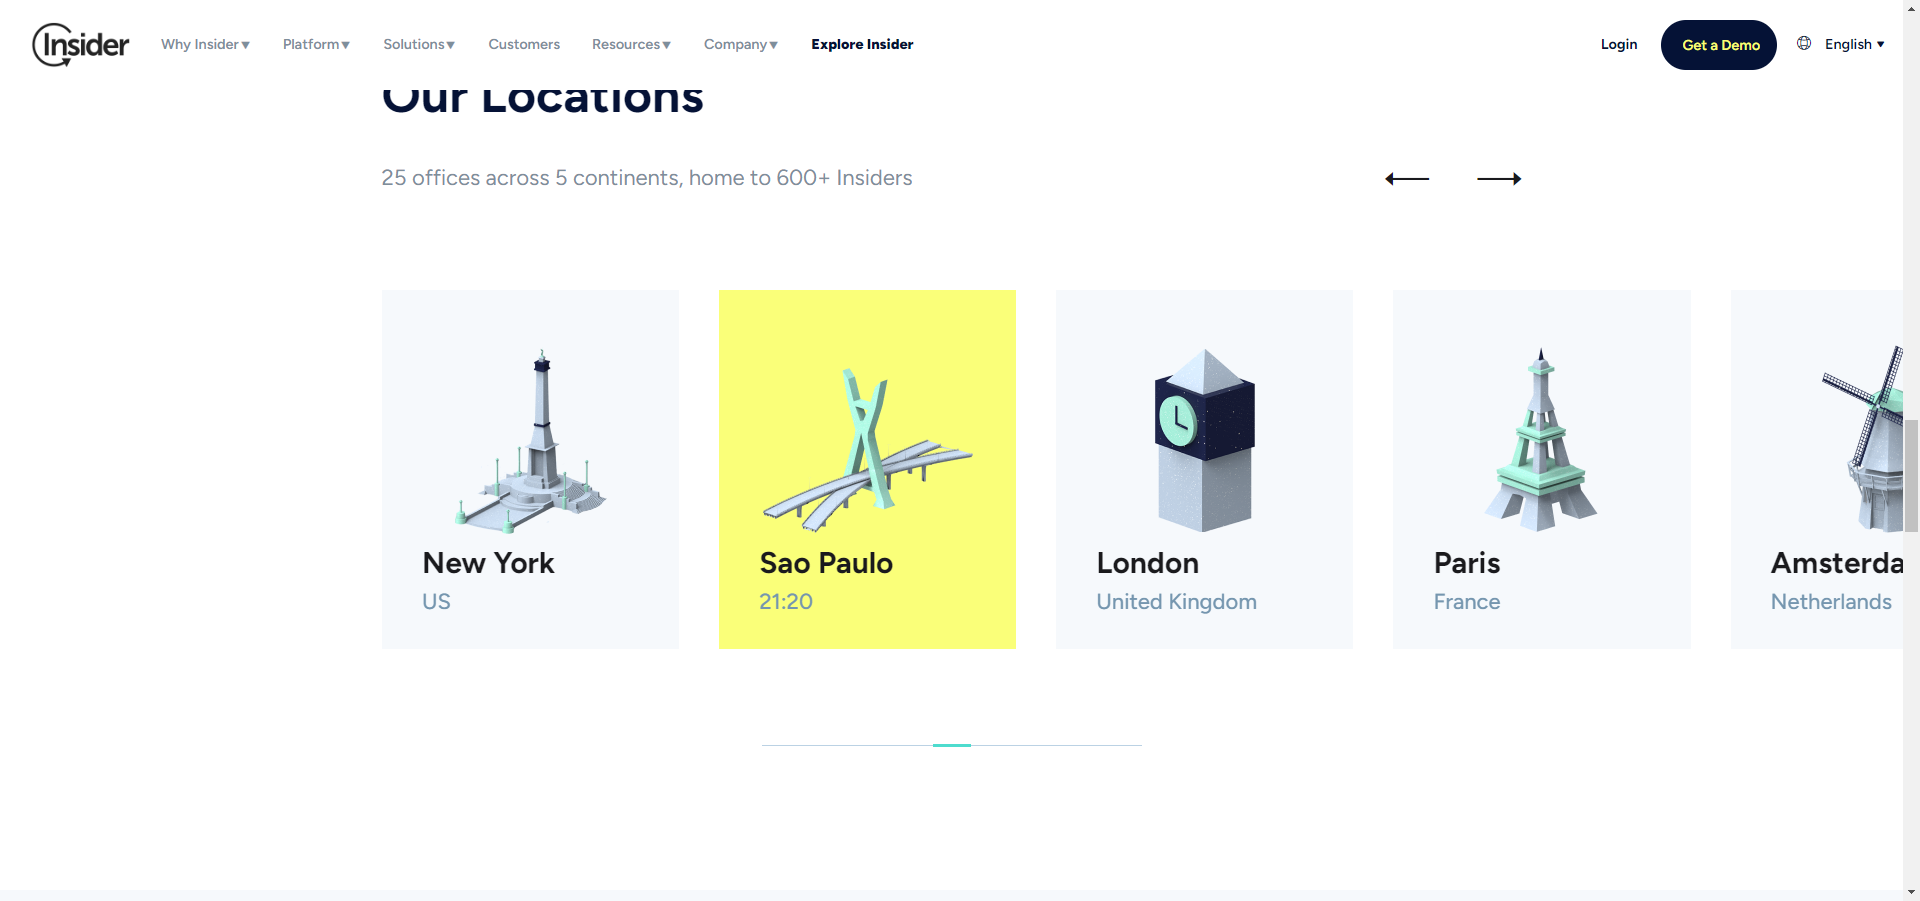 Insider
Why Insider▼ Platform▼ Solutions▼ Customers Resources▼ Company▼ Explore Insider Login Get a Demo English ▼
Our Locations
25 offices across 5 continents, home to 600+ Insiders
New York Sao Paulo London Paris Amsterda
US 21:20 United Kingdom France Netherlands